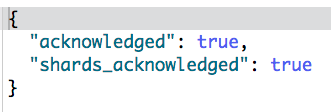 {
"acknowledged": true,
"shards_acknowledged": true
}